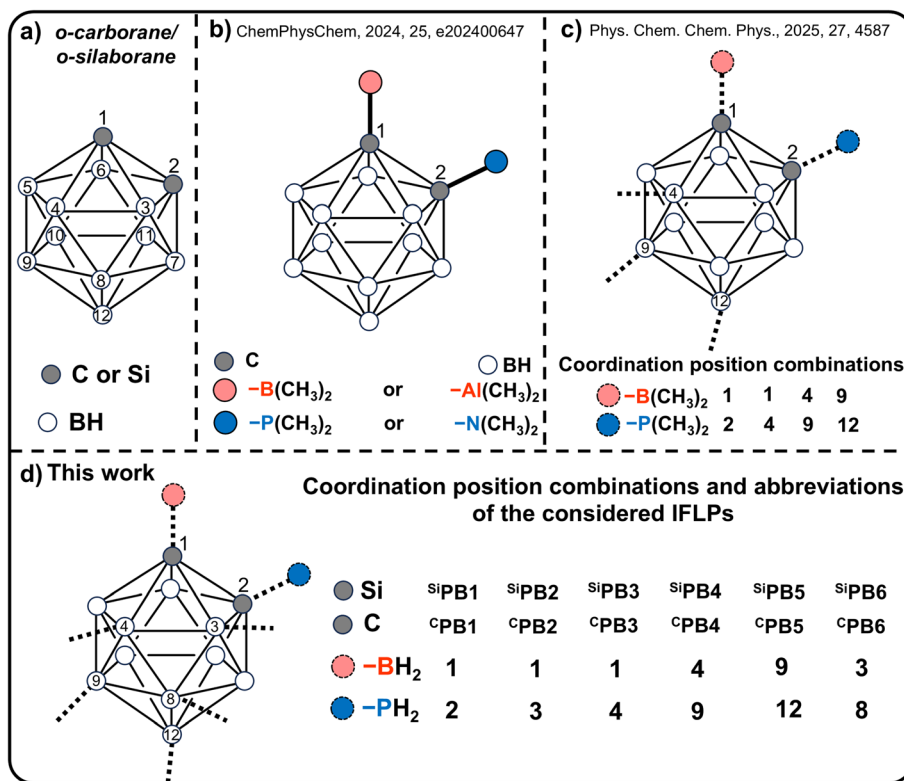 a) o-carborane/
o-silaborane
1
2
6
5
4
3
10
11
9
7
8
12
C or Si
BH
b) ChemPhysChem, 2024, 25, e202400647
1
2
C
BH
−B(CH₃)₂ or −Al(CH₃)₂
−P(CH₃)₂ or −N(CH₃)₂
c) Phys. Chem. Chem. Phys., 2025, 27, 4587
1
2
4
9
12
Coordination position combinations
−B(CH₃)₂ 1 1 4 9
−P(CH₃)₂ 2 4 9 12
d) This work
1
2
4
3
9
8
12
Coordination position combinations and abbreviations
of the considered IFLPs
Si ˢⁱPB1 ˢⁱPB2 ˢⁱPB3 ˢⁱPB4 ˢⁱPB5 ˢⁱPB6
C ᶜPB1 ᶜPB2 ᶜPB3 ᶜPB4 ᶜPB5 ᶜPB6
−BH₂ 1 1 1 4 9 3
−PH₂ 2 3 4 9 12 8